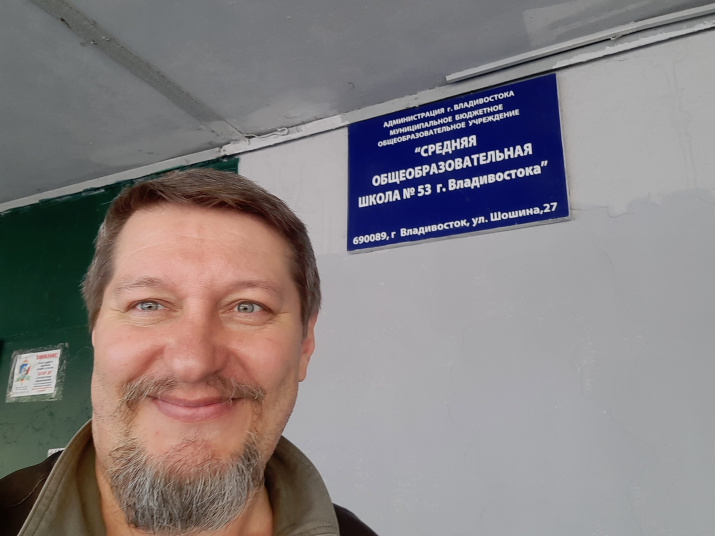 АДМИНИСТРАЦИЯ г. ВЛАДИВОСТОКА
МУНИЦИПАЛЬНОЕ БЮДЖЕТНОЕ
ОБЩЕОБРАЗОВАТЕЛЬНОЕ УЧРЕЖДЕНИЕ
"СРЕДНЯЯ
ОБЩЕОБРАЗОВАТЕЛЬНАЯ
ШКОЛА № 53 г. Владивостока"
690089, г Владивосток, ул. Шошина,27